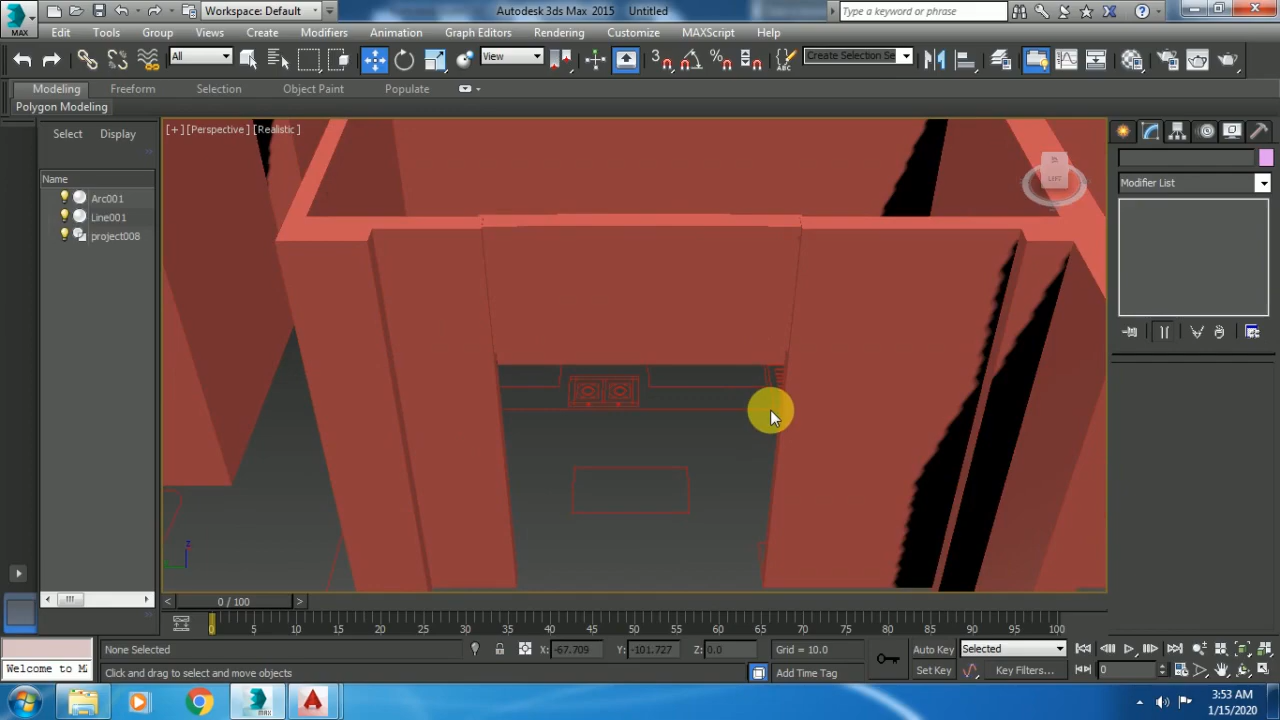 Workspace: Default
Autodesk 3ds Max 2015
Untitled
Type a keyword or phrase
MAX
Edit
Tools
Group
Views
Create
Modifiers
Animation
Graph Editors
Rendering
Customize
MAXScript
Help
All
View
Create Selection Se
Modeling
Freeform
Selection
Object Paint
Populate
Polygon Modeling
Select
Display
[+] [Perspective ] [Realistic ]
Name
Arc001
Line001
project008
LEFT
Modifier List
z
0 / 100
0 5 10 15 20 25 30 35 40 45 50 55 60 65 70 75 80 85 90 95 100
None Selected
X: -67.709
Y: -101.727
Z: 0.0
Grid = 10.0
Auto Key
Selected
Welcome to M
Click and drag to select and move objects
Add Time Tag
Set Key
Key Filters...
0
3:53 AM
1/15/2020